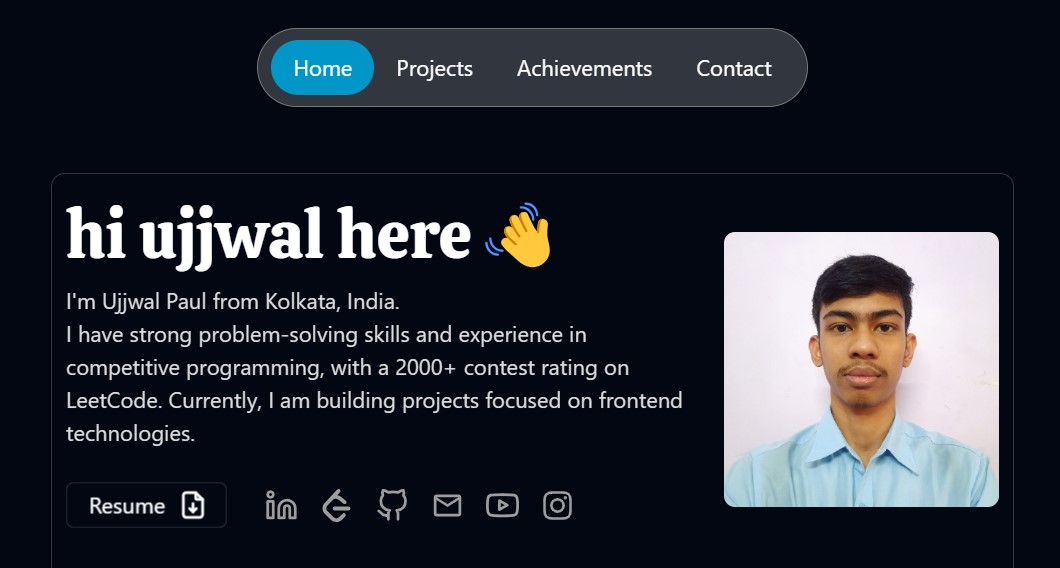 Home Projects Achievements Contact
hi ujjwal here 👋
I'm Ujjwal Paul from Kolkata, India.
I have strong problem-solving skills and experience in
competitive programming, with a 2000+ contest rating on
LeetCode. Currently, I am building projects focused on frontend
technologies.
Resume